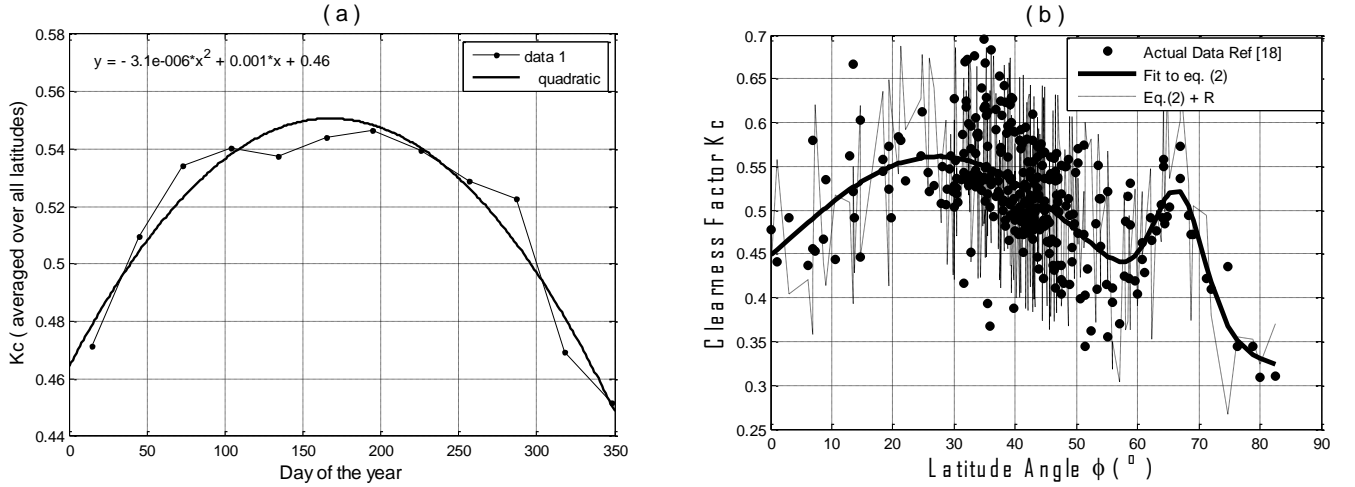 ( a )
0.58
0.56
0.54
0.52
0.5
0.48
0.46
0.44
y = - 3.1e-006*x2 + 0.001*x + 0.46
data 1
quadratic
Kc ( averaged over all latitudes)
0 50 100 150 200 250 300 350
Day of the year
( b )
0.7
0.65
0.6
0.55
0.5
0.45
0.4
0.35
0.3
0.25
Actual Data Ref [18]
Fit to eq. (2)
Eq.(2) + R
Clearness Factor Kc
0 10 20 30 40 50 60 70 80 90
Latitude Angle ϕ ( ° )